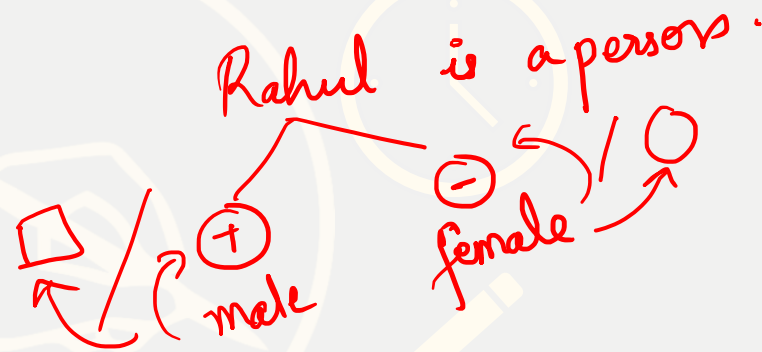 Rahul is a person.
□ / + - / ○
male female